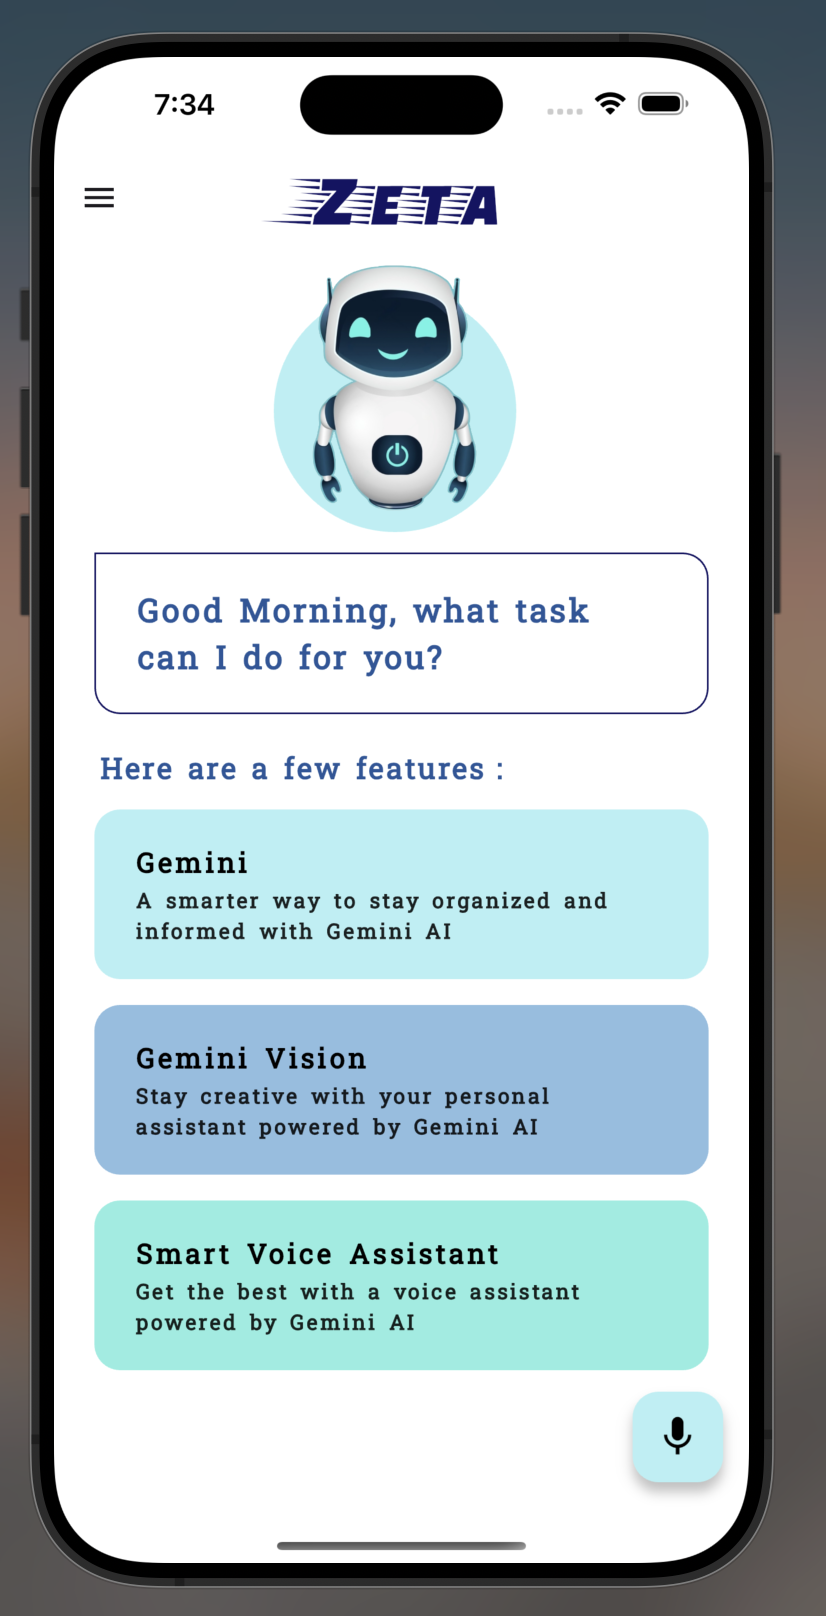 7:34
ZETA
Good Morning, what task
can I do for you?
Here are a few features :
Gemini
A smarter way to stay organized and
informed with Gemini AI
Gemini Vision
Stay creative with your personal
assistant powered by Gemini AI
Smart Voice Assistant
Get the best with a voice assistant
powered by Gemini AI